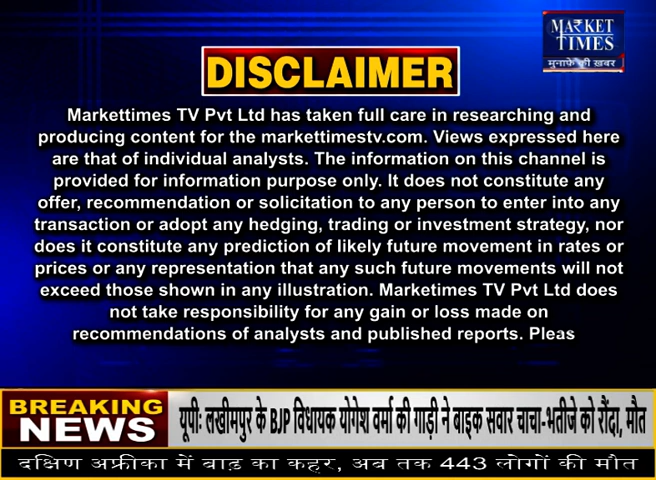 MARKET
TIMES
मुनाफे की ख़बर
DISCLAIMER
Markettimes TV Pvt Ltd has taken full care in researching and
producing content for the markettimestv.com. Views expressed here
are that of individual analysts. The information on this channel is
provided for information purpose only. It does not constitute any
offer, recommendation or solicitation to any person to enter into any
transaction or adopt any hedging, trading or investment strategy, nor
does it constitute any prediction of likely future movement in rates or
prices or any representation that any such future movements will not
exceed those shown in any illustration. Marketimes TV Pvt Ltd does
not take responsibility for any gain or loss made on
recommendations of analysts and published reports. Pleas
BREAKING
NEWS
यूपीः लखीमपुर के BJP विधायक योगेश वर्मा की गाड़ी ने बाइक सवार चाचा-भतीजे को रौंदा, मौत
दक्षिण अफ्रीका में बाढ़ का कहर, अब तक 443 लोगों की मौत